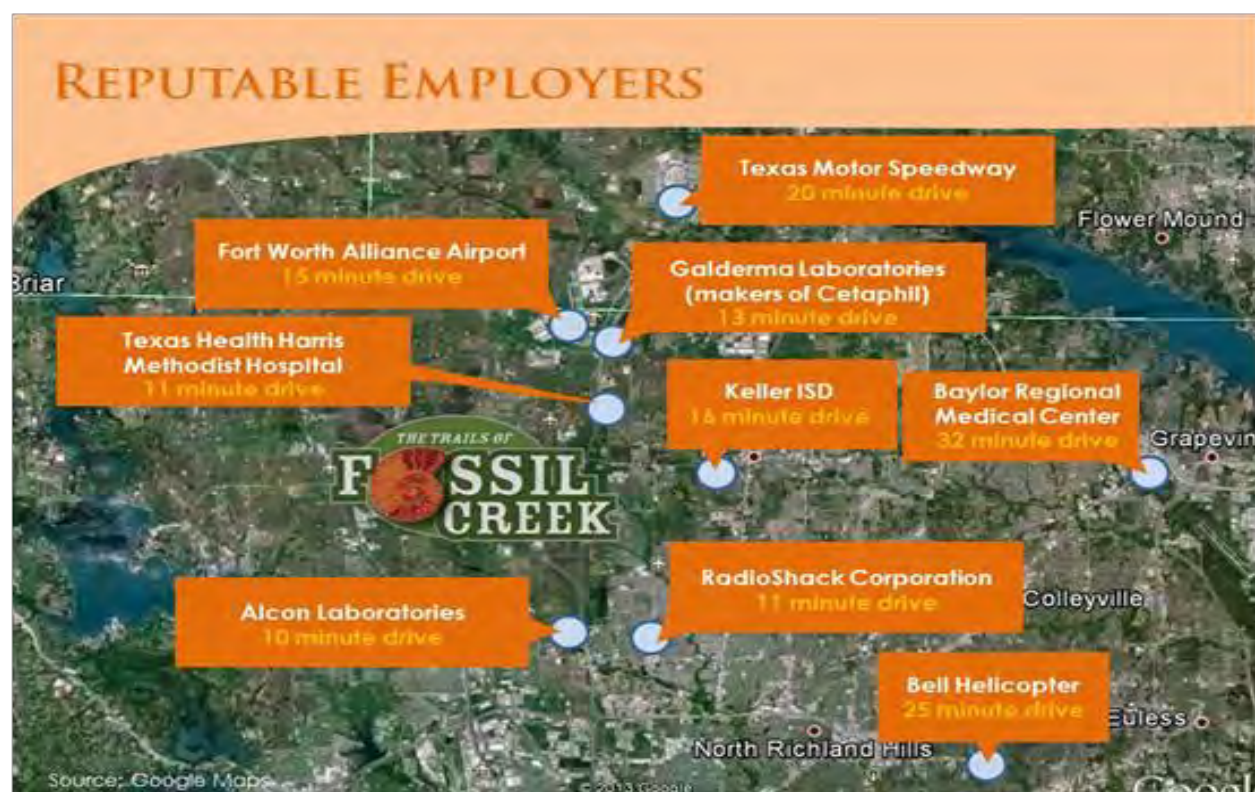 REPUTABLE EMPLOYERS
Texas Motor Speedway
20 minute drive
Flower Mound
Fort Worth Alliance Airport
15 minute drive
Galderma Laboratories
(makers of Cetaphil)
13 minute drive
Briar
Texas Health Harris
Methodist Hospital
11 minute drive
Keller ISD
16 minute drive
Baylor Regional
Medical Center
32 minute drive
Grapevin
THE TRAILS OF
FOSSIL
CREEK
RadioShack Corporation
11 minute drive
Colleyville
Alcon Laboratories
10 minute drive
Bell Helicopter
25 minute drive
Euless
North Richland Hills
Source: Google Maps
© 2013 Google
Googl